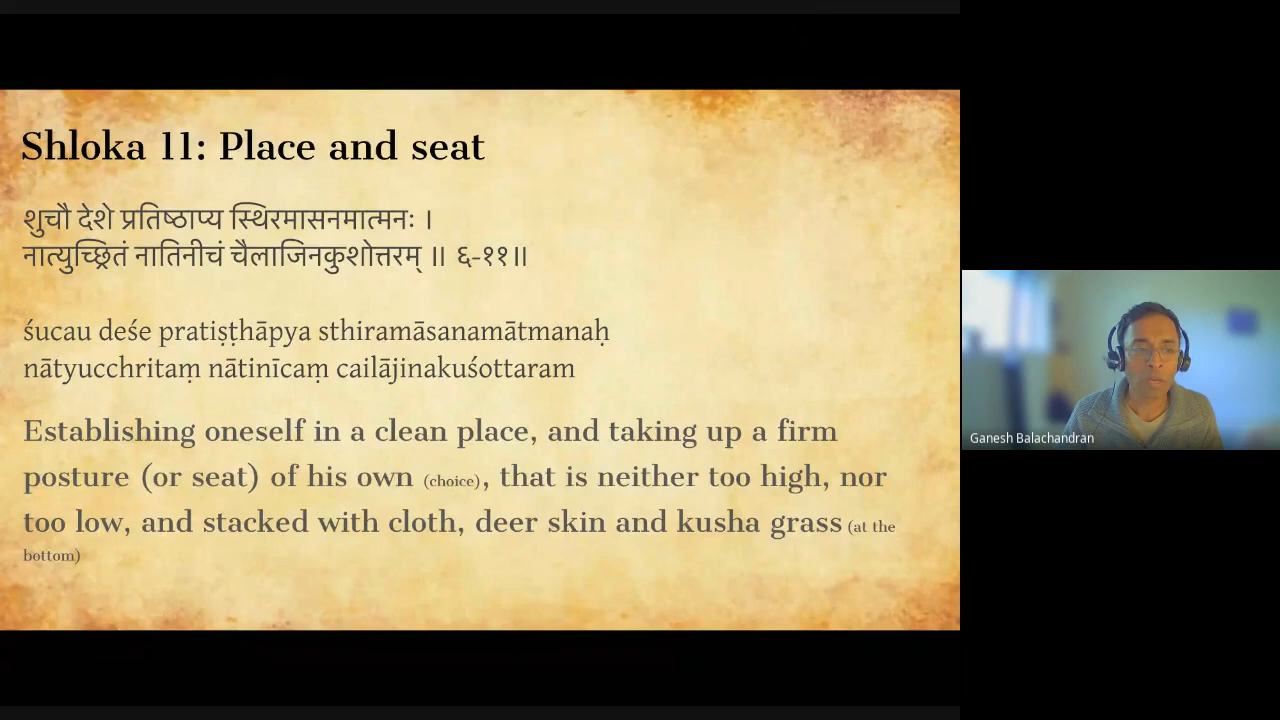 Shloka 11: Place and seat
शुचौ देशे प्रतिष्ठाप्य स्थिरमासनमात्मनः ।
नात्युच्छ्रितं नातिनीचं चैलाजिनकुशोत्तरम् ॥ ६-११॥
śucau deśe pratiṣṭhāpya sthiramāsanamātmanaḥ
nātyucchritaṃ nātinīcaṃ cailājinakuśottaram
Establishing oneself in a clean place, and taking up a firm
posture (or seat) of his own (choice), that is neither too high, nor
too low, and stacked with cloth, deer skin and kusha grass (at the
bottom)
Ganesh Balachandran